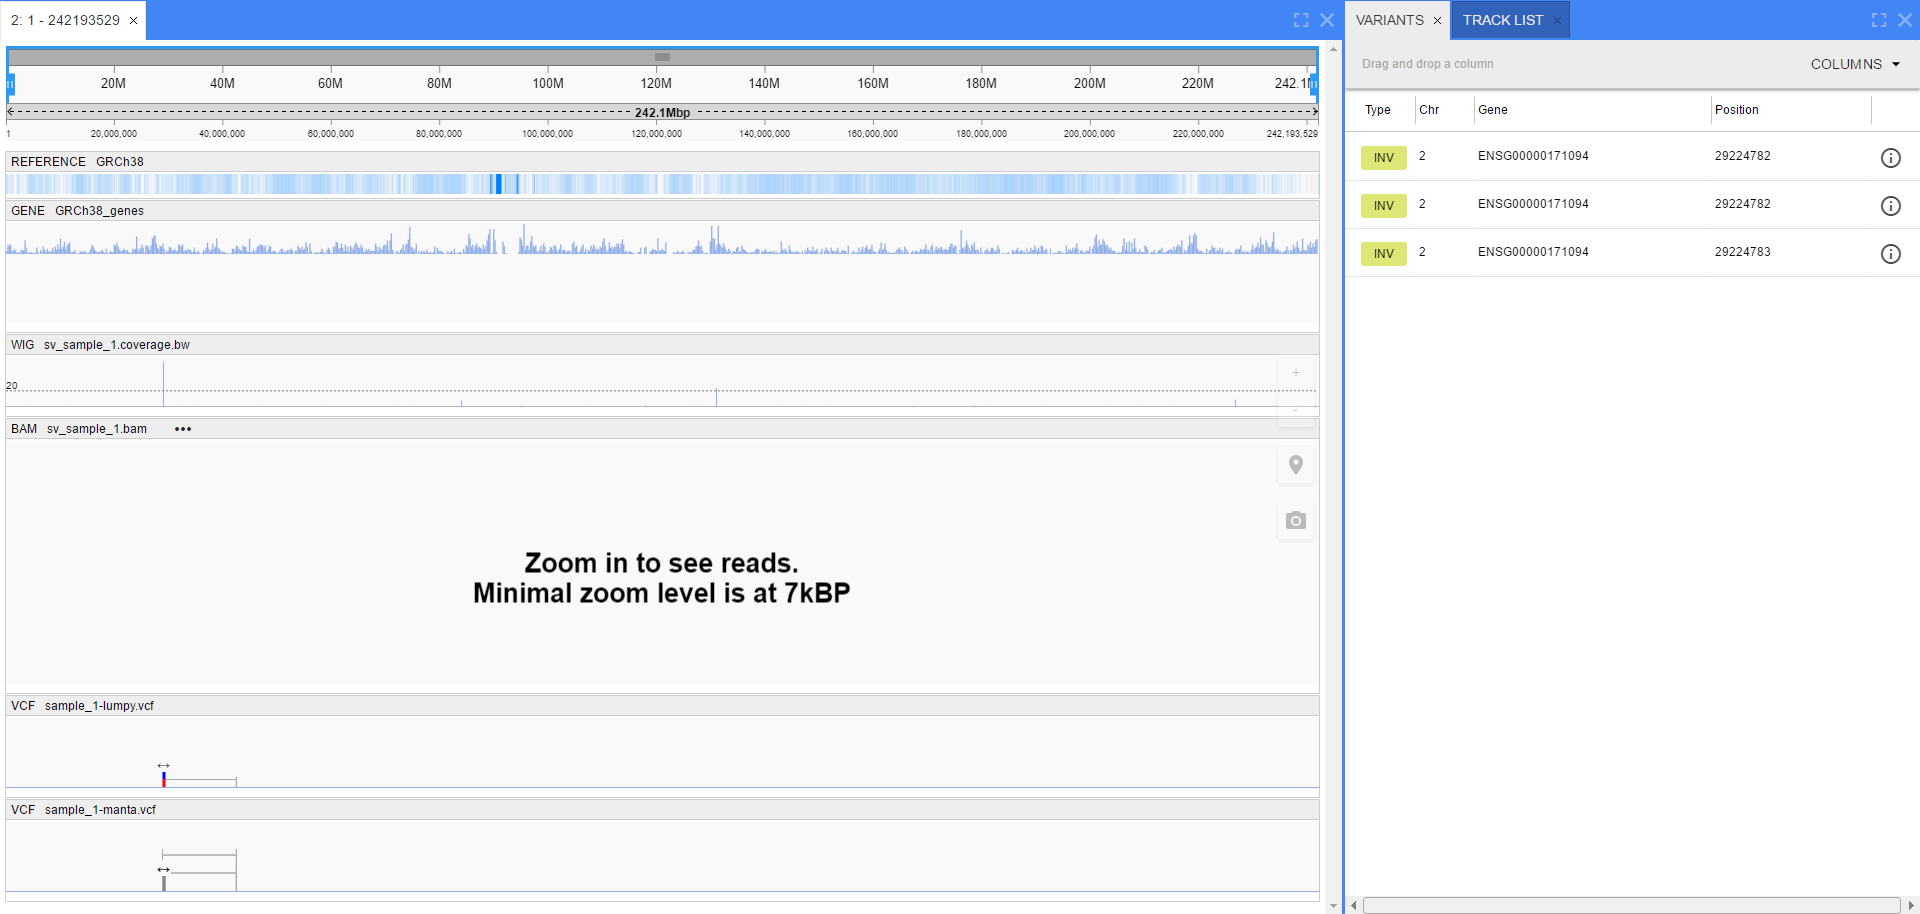 2: 1 - 242193529 ×
VARIANTS × TRACK LIST ×
Drag and drop a column
COLUMNS
20M 40M 60M 80M 100M 120M 140M 160M 180M 200M 220M 242.1M
242.1Mbp
1 20,000,000 40,000,000 60,000,000 80,000,000 100,000,000 120,000,000 140,000,000 160,000,000 180,000,000 200,000,000 220,000,000 242,193,529
REFERENCE GRCh38
GENE GRCh38_genes
WIG sv_sample_1.coverage.bw
20
+
-
BAM sv_sample_1.bam •••
Zoom in to see reads.
Minimal zoom level is at 7kBP
VCF sample_1-lumpy.vcf
VCF sample_1-manta.vcf
Type Chr Gene Position
INV 2 ENSG00000171094 29224782
INV 2 ENSG00000171094 29224782
INV 2 ENSG00000171094 29224783